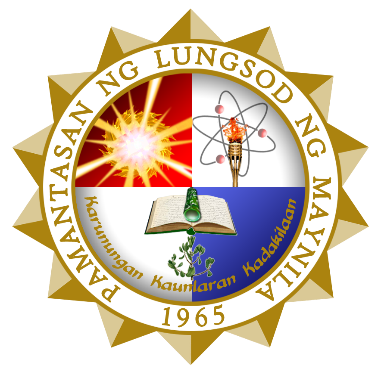 PAMANTASAN NG LUNGSOD NG MAYNILA
Karunungan Kaunlaran Kadakilaan
1965